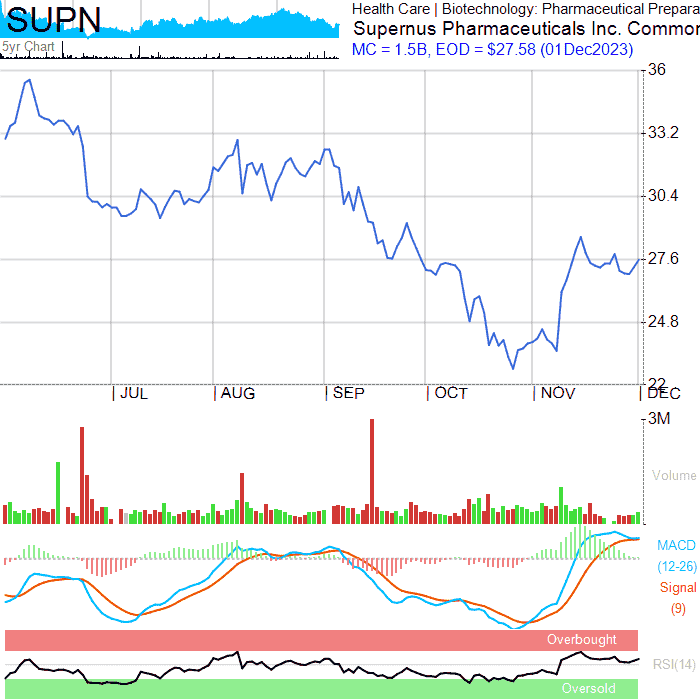 SUPN
5yr Chart
Health Care | Biotechnology: Pharmaceutical Prepara
Supernus Pharmaceuticals Inc. Common
MC = 1.5B, EOD = $27.58 (01Dec2023)
36
33.2
30.4
27.6
24.8
22
JUL AUG SEP OCT NOV DEC
3M
Volume
MACD
(12-26)
Signal
(9)
Overbought
RSI(14)
Oversold